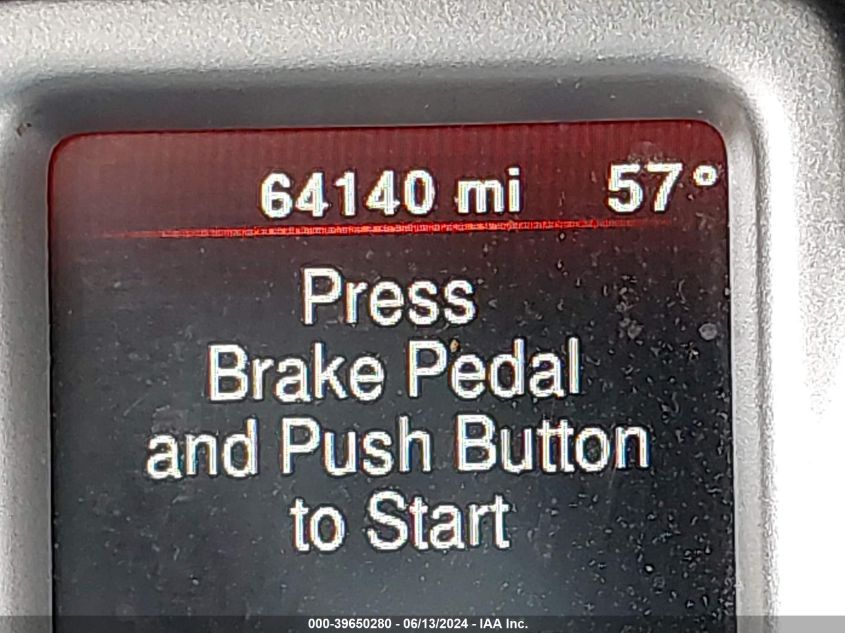 64140 mi 57°
Press
Brake Pedal
and Push Button
to Start
000-39650280 - 06/13/2024 - IAA Inc.